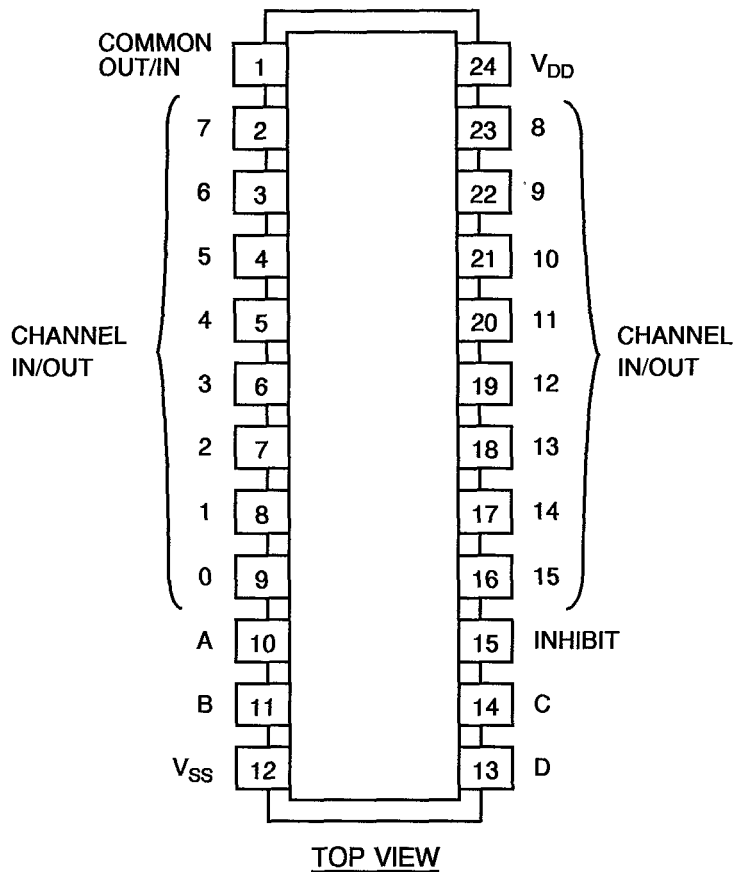 COMMON
OUT/IN 1 24 VDD
7 2 23 8
6 3 22 9
5 4 21 10
4 5 20 11
CHANNEL
IN/OUT
CHANNEL
IN/OUT
3 6 19 12
2 7 18 13
1 8 17 14
0 9 16 15
A 10 15 INHIBIT
B 11 14 C
VSS 12 13 D
TOP VIEW